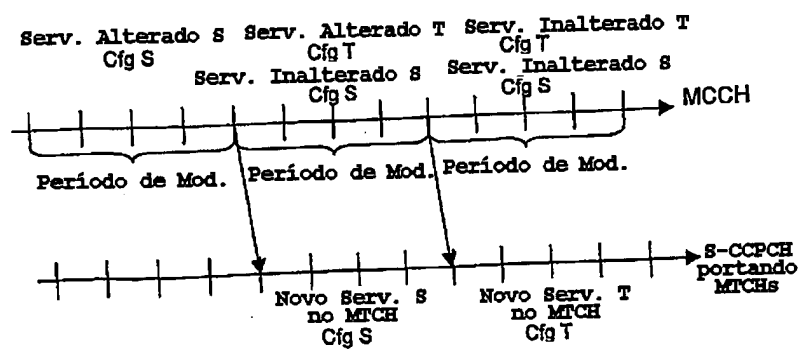 Serv. Alterado S
Cfg S
Serv. Alterado T
Cfg T
Serv. Inalterado S
Cfg S
Serv. Inalterado T
Cfg T
Serv. Inalterado S
Cfg S
MCCH
Período de Mod.
Período de Mod.
Período de Mod.
S-CCPCH
portando
MTCHs
Novo Serv. S
no MTCH
Cfg S
Novo Serv. T
no MTCH
Cfg T